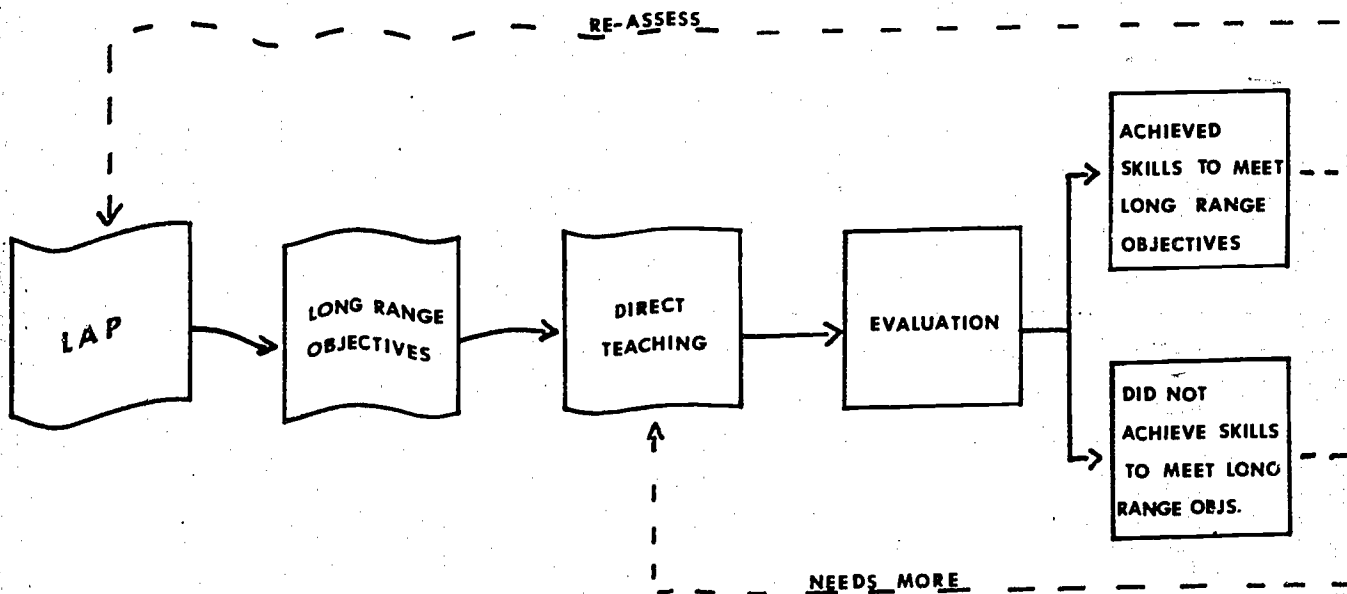 RE-ASSESS
LAP
LONG RANGE
OBJECTIVES
DIRECT
TEACHING
EVALUATION
ACHIEVED
SKILLS TO MEET
LONG RANGE
OBJECTIVES
DID NOT
ACHIEVE SKILLS
TO MEET LONG
RANGE OBJS.
NEEDS MORE